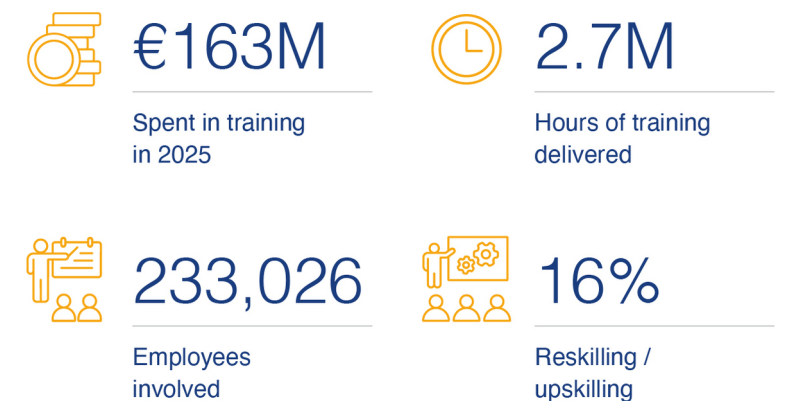 €163M
Spent in training
in 2025
2.7M
Hours of training
delivered
233,026
Employees
involved
16%
Reskilling /
upskilling